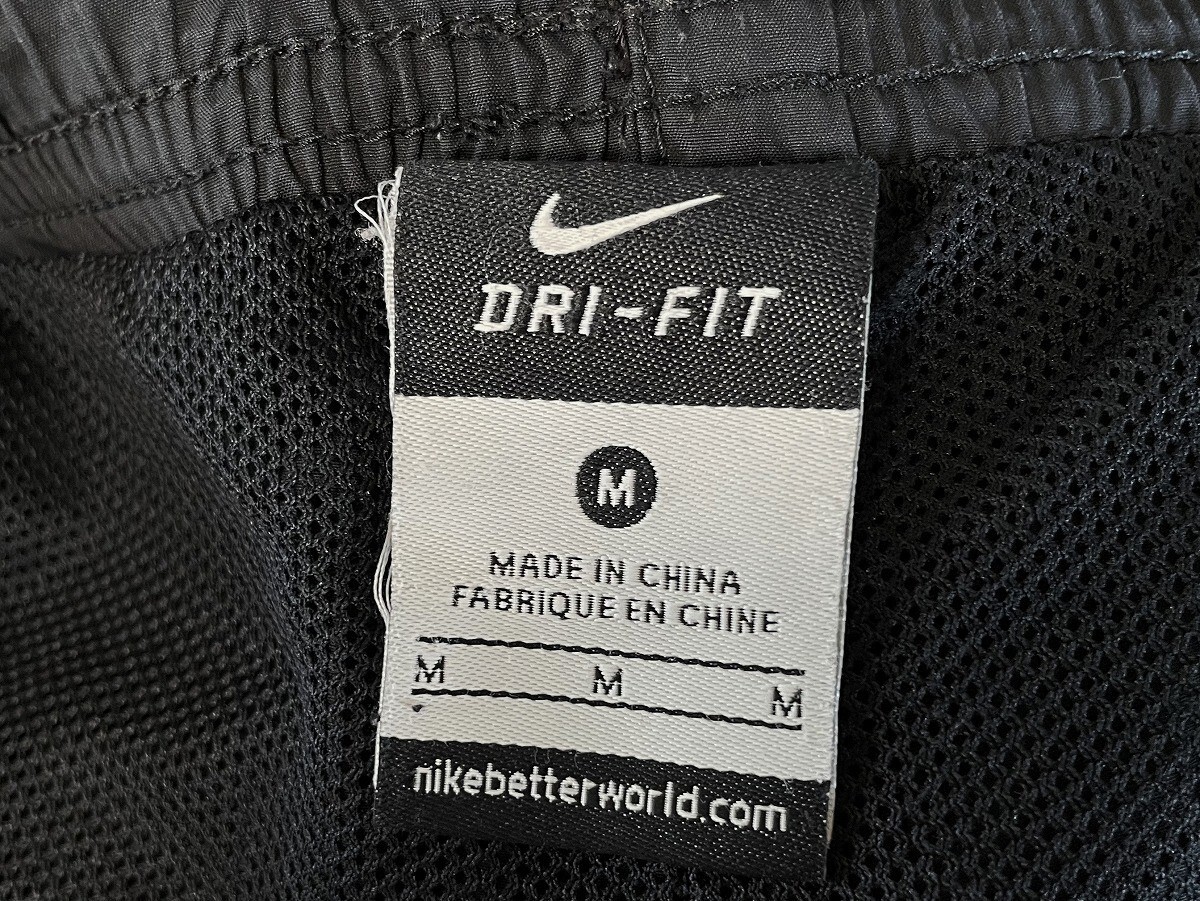 DRI-FIT
M
MADE IN CHINA
FABRIQUE EN CHINE
M M M
nikebetterworld.com